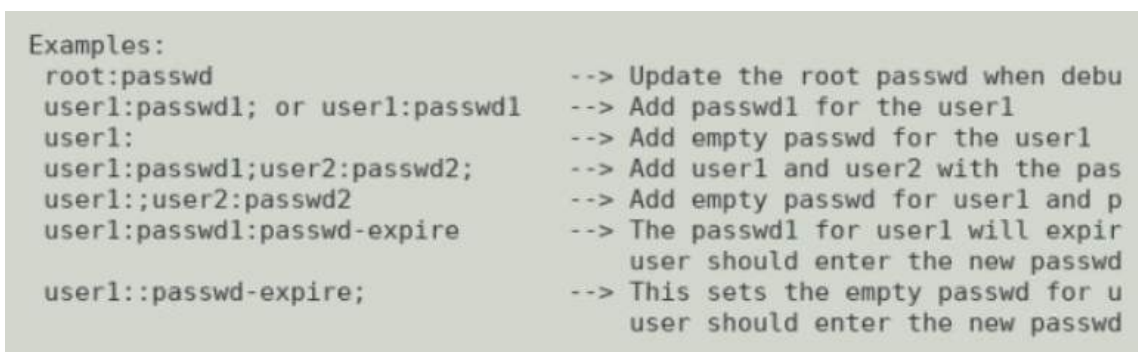 Examples:
root:passwd --> Update the root passwd when debu
user1:passwd1; or user1:passwd1 --> Add passwd1 for the user1
user1: --> Add empty passwd for the user1
user1:passwd1;user2:passwd2; --> Add user1 and user2 with the pas
user1:;user2:passwd2 --> Add empty passwd for user1 and p
user1:passwd1:passwd-expire --> The passwd1 for user1 will expir
user should enter the new passwd
user1::passwd-expire; --> This sets the empty passwd for u
user should enter the new passwd